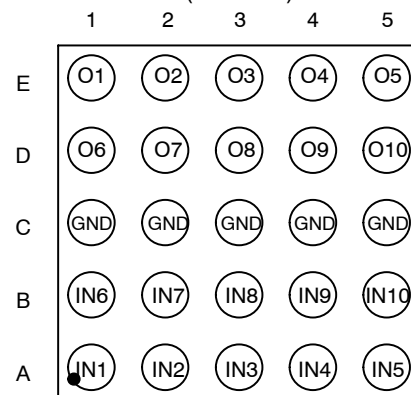 1 2 3 4 5
E O1 O2 O3 O4 O5
D O6 O7 O8 O9 O10
C GND GND GND GND GND
B IN6 IN7 IN8 IN9 IN10
A IN1 IN2 IN3 IN4 IN5